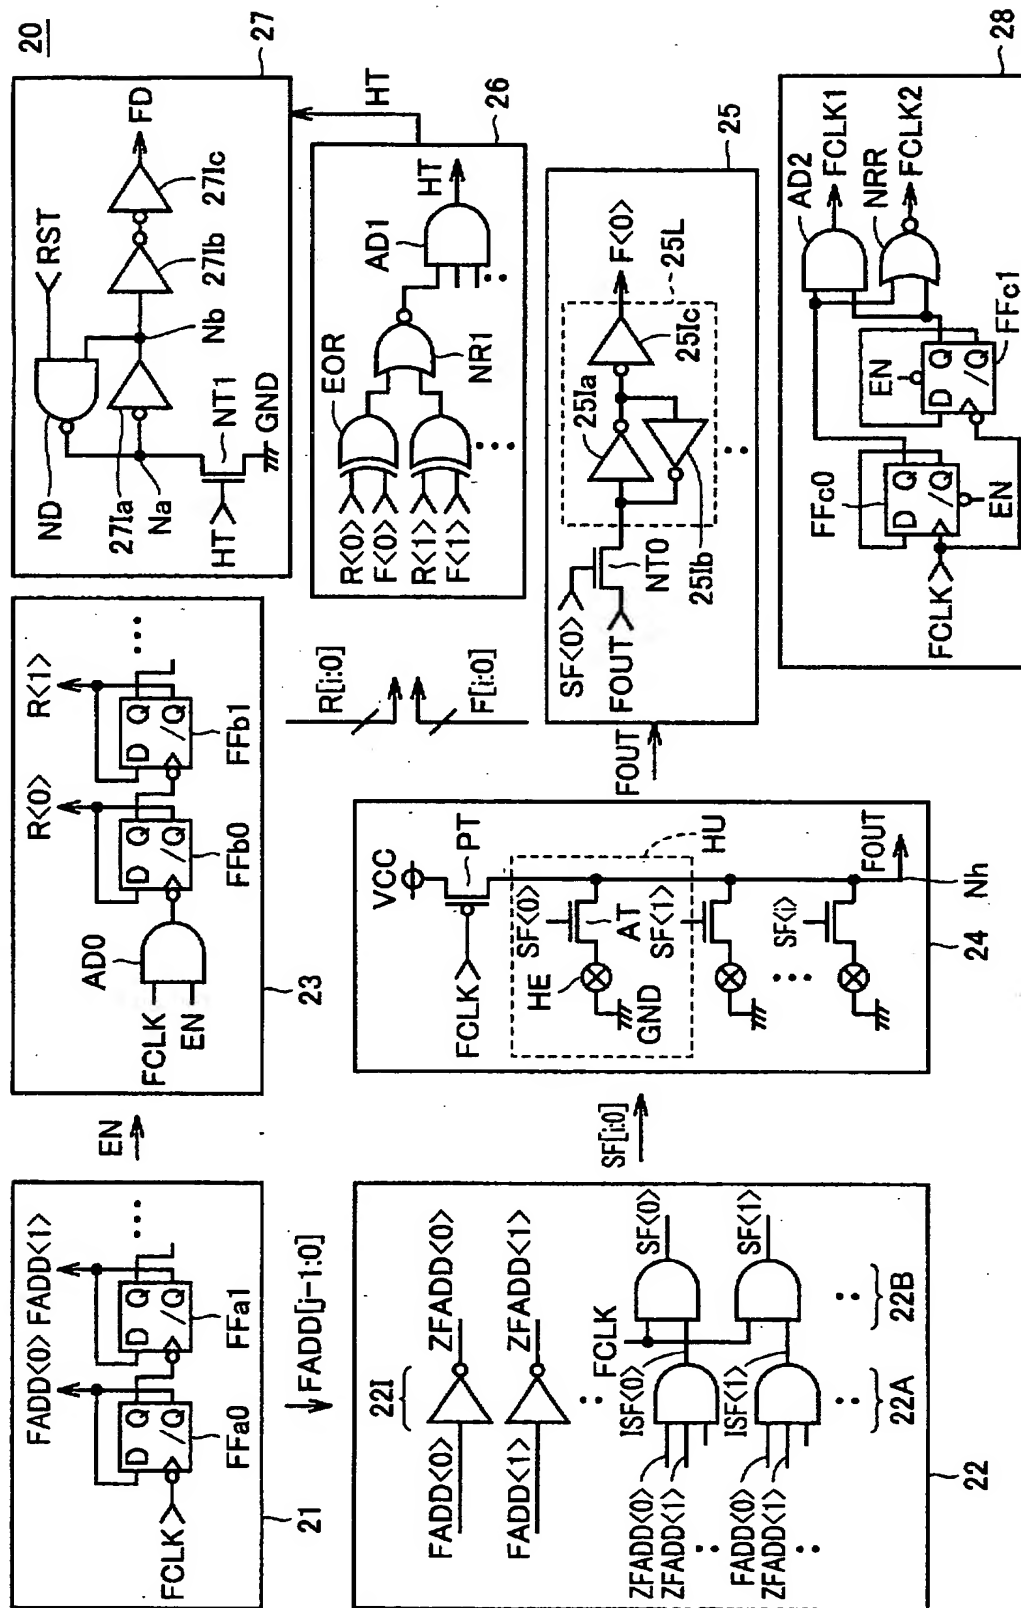 20
FADD<0>
FADD<1>
D
Q
/Q
D
Q
/Q
FFa0
FFa1
FCLK
21
EN
AD0
FCLK
EN
R<0>
R<1>
D
Q
/Q
D
Q
/Q
FFb0
FFb1
23
ND
RST
FD
27Ia
27Ib
27Ic
Na
Nb
HT
NT1
GND
27
FADD[j-1:0]
22I
FADD<0>
ZFADD<0>
FADD<1>
ZFADD<1>
FCLK
ISF<0>
SF<0>
ISF<1>
SF<1>
ZFADD<0>
ZFADD<1>
FADD<0>
ZFADD<1>
22A
22B
22
SF[i:0]
VCC
FCLK
PT
SF<0>
HU
HE
AT
GND
SF<1>
SF<i>
FOUT
Nh
24
R[i:0]
F[i:0]
FOUT
HT
EOR
R<0>
F<0>
R<1>
F<1>
NR1
AD1
HT
26
SF<0>
FOUT
NT0
25Ia
25Ib
25Ic
25L
F<0>
25
FFc0
D
Q
/Q
FCLK
EN
EN
D
Q
/Q
FFc1
AD2
FCLK1
NRR
FCLK2
28